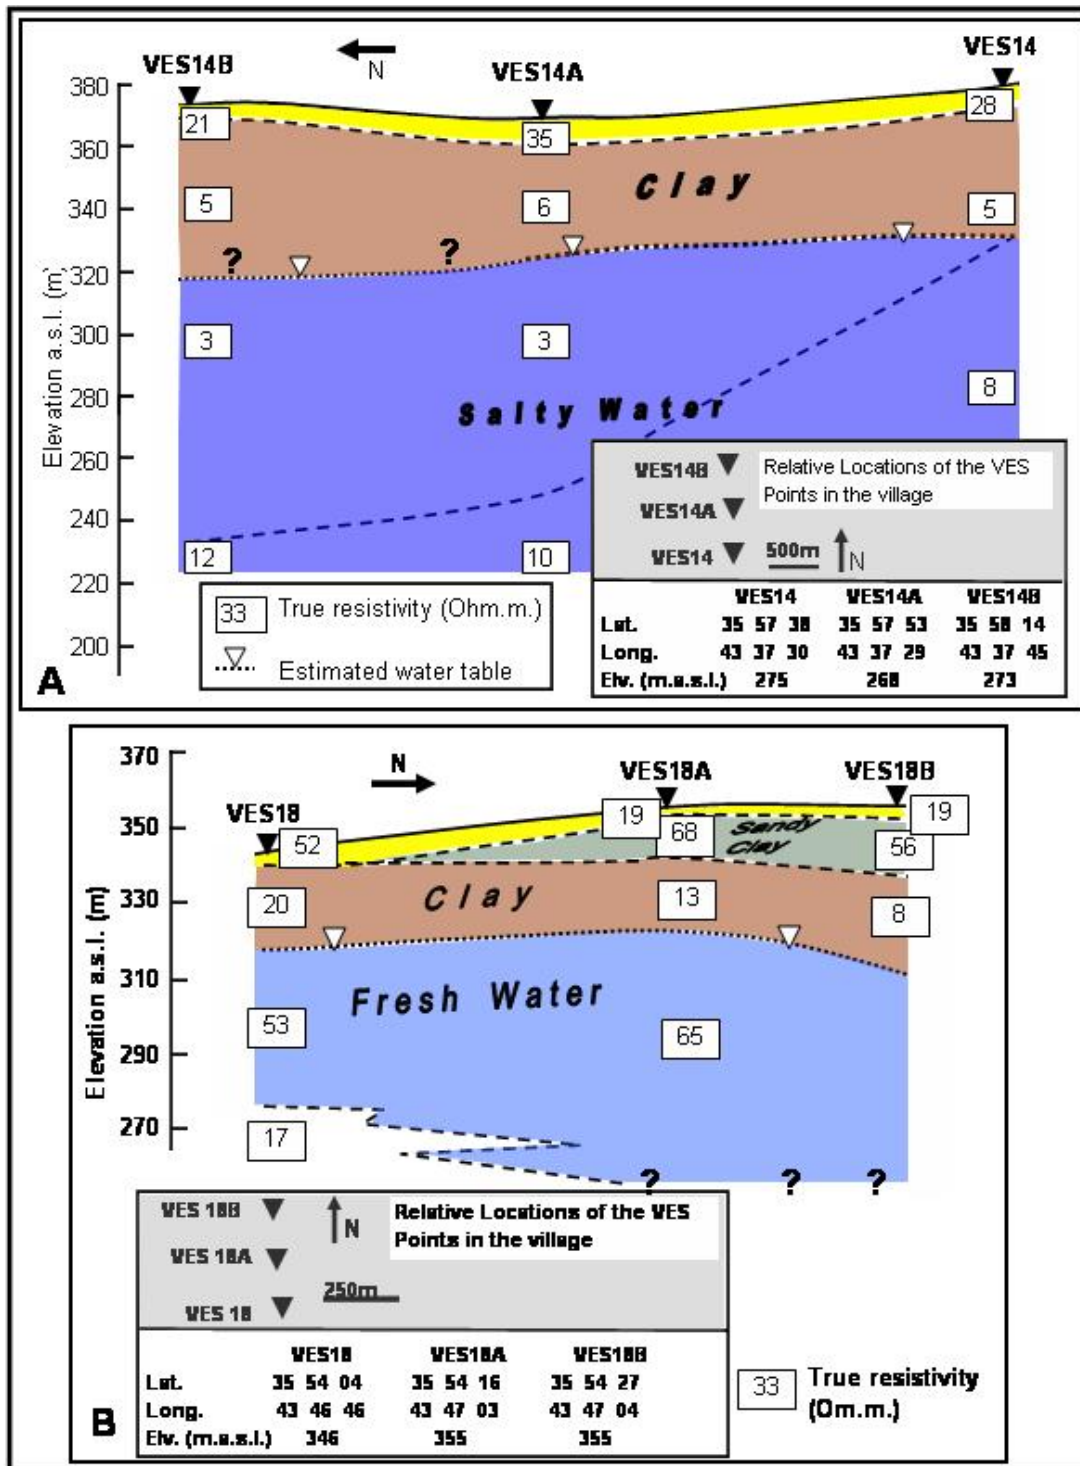 VES14B
N
VES14A
VES14
380
360
340
320
300
280
260
240
220
200
Elevation a.s.l. (m)
21
35
28
Clay
5
6
5
?
?
3
3
8
Salty Water
12
10
33 True resistivity (Ohm.m.)
Estimated water table
VES14B
VES14A
VES14
Relative Locations of the VES
Points in the village
500m
N
VES14 VES14A VES14B
Lat. 35 57 38 35 57 53 35 58 14
Long. 43 37 30 43 37 29 43 37 45
Elv. (m.a.s.l.) 275 268 273
A
370
350
330
310
290
270
Elevation a.s.l. (m)
N
VES18
VES18A
VES18B
52
19
68
Sandy
Clay
19
56
20
Clay
13
8
Fresh Water
53
65
17
? ? ?
VES 18B
VES 18A
VES 18
N
250m
Relative Locations of the VES
Points in the village
VES18 VES18A VES18B
Lat. 35 54 04 35 54 16 35 54 27
Long. 43 46 46 43 47 03 43 47 04
Elv. (m.a.s.l.) 346 355 355
33 True resistivity
(Om.m.)
B